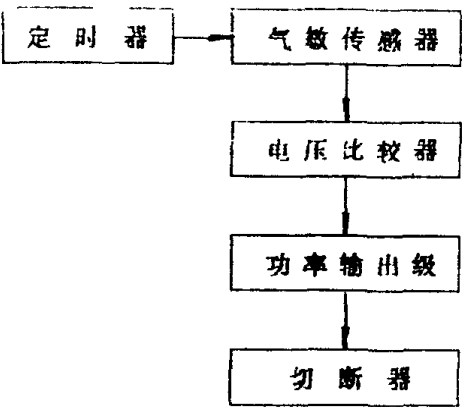 定时器
气敏传感器
电压比较器
功率输出级
切断器